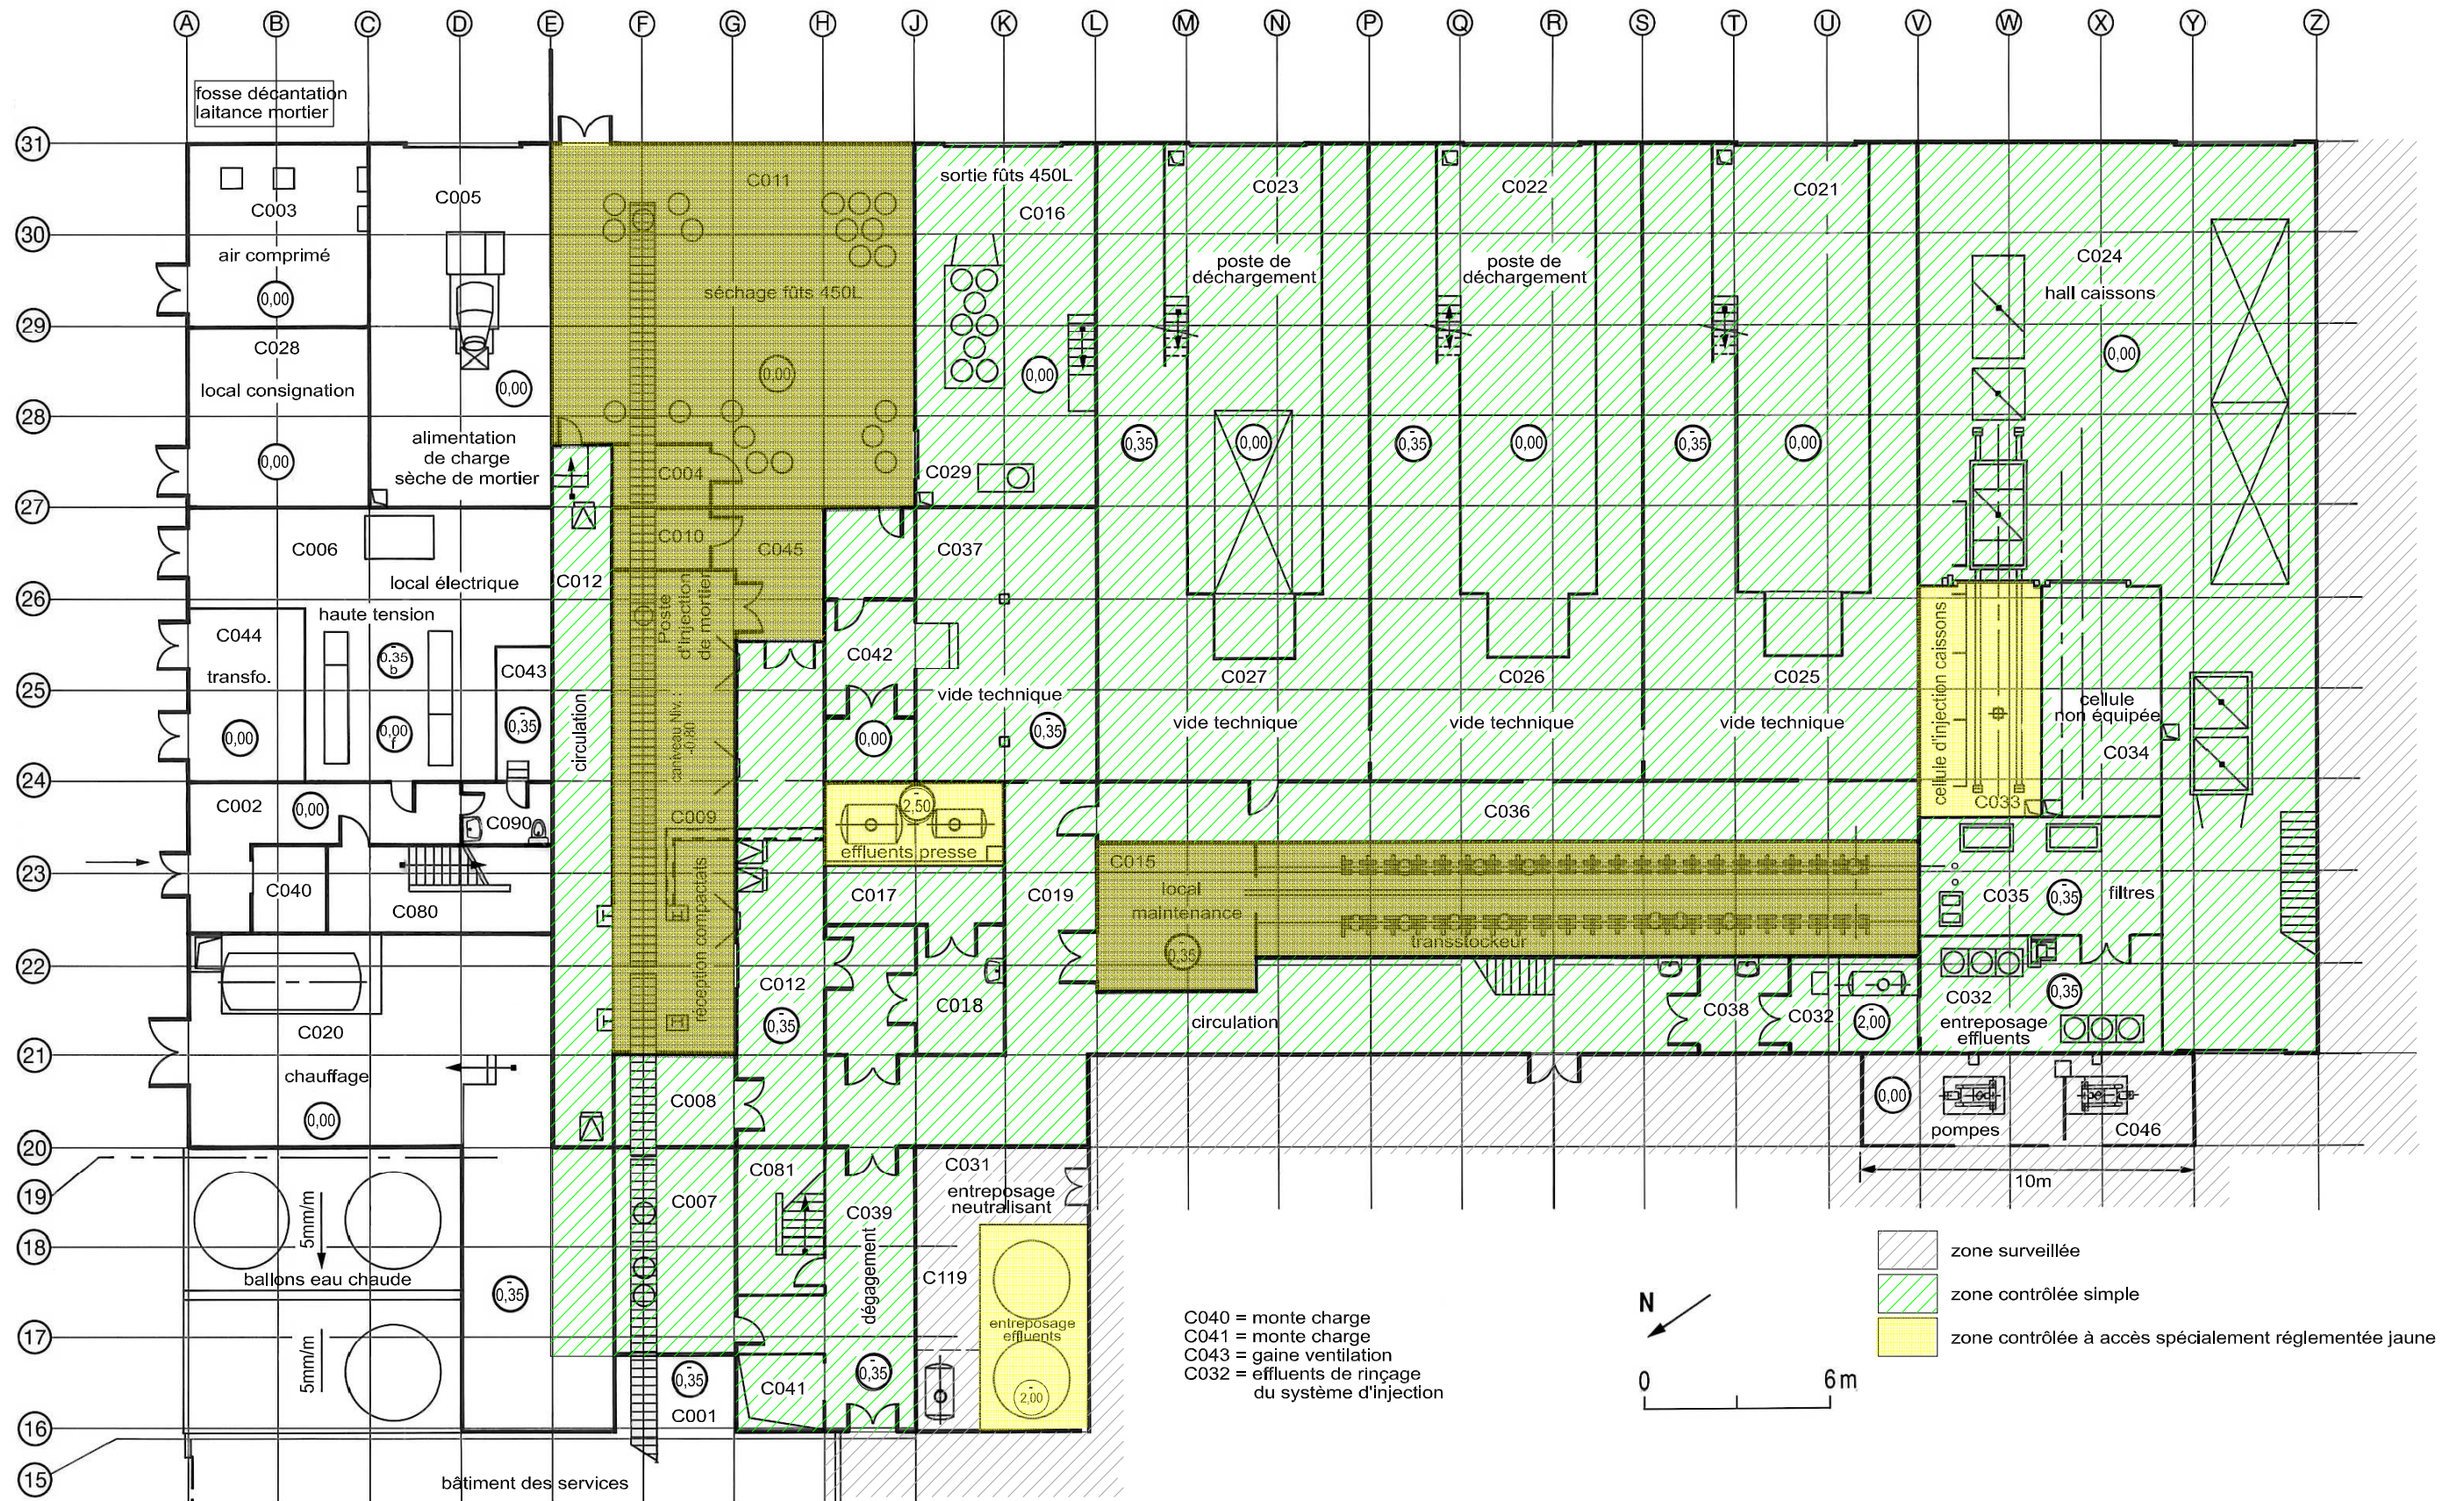 A B C D E F G H J K L M N P Q R S T U V W X Y Z
fosse décantation
laitance mortier
31
30
29
28
27
26
25
24
23
22
21
20
19
18
17
16
15
C003
air comprimé
0,00
C028
local consignation
0,00
C005
0,00
alimentation
de charge
sèche de mortier
C011
séchage fûts 450L
0,00
C004
C010
C045
sortie fûts 450L
C016
0,00
C029
C023
poste de
déchargement
-0,35
0,00
C022
poste de
déchargement
-0,35
0,00
C021
-0,35
0,00
C024
hall caissons
0,00
C006
local électrique
haute tension
C044
transfo.
0,00
0.35
b
0,00
f
C043
-0,35
C012
circulation
Poste
d'injection
de mortier
caniveau Niv. :
-0.80
C009
réception compactats
C037
C042
0,00
vide technique
-0,35
C027
vide technique
C026
vide technique
C025
vide technique
cellule d'injection caissons
C033
cellule
non équipée
C034
C002
0,00
C090
C040
C080
-2,50
effluents presse
C017
C019
C036
C015
local
maintenance
-0,35
transstockeur
C035
-0,35
filtres
C020
chauffage
0,00
C012
-0,35
C018
circulation
C038
C032
-2,00
C032
-0,35
entreposage
effluents
C008
0,00
pompes
C046
10m
5mm/m
ballons eau chaude
5mm/m
-0,35
C007
C081
C039
dégagement
C031
entreposage
neutralisant
C119
entreposage
effluents
-2,00
-0,35
C001
C041
-0,35
bâtiment des services
C040 = monte charge
C041 = monte charge
C043 = gaine ventilation
C032 = effluents de rinçage
du système d'injection
N
0 6m
zone surveillée
zone contrôlée simple
zone contrôlée à accès spécialement réglementée jaune